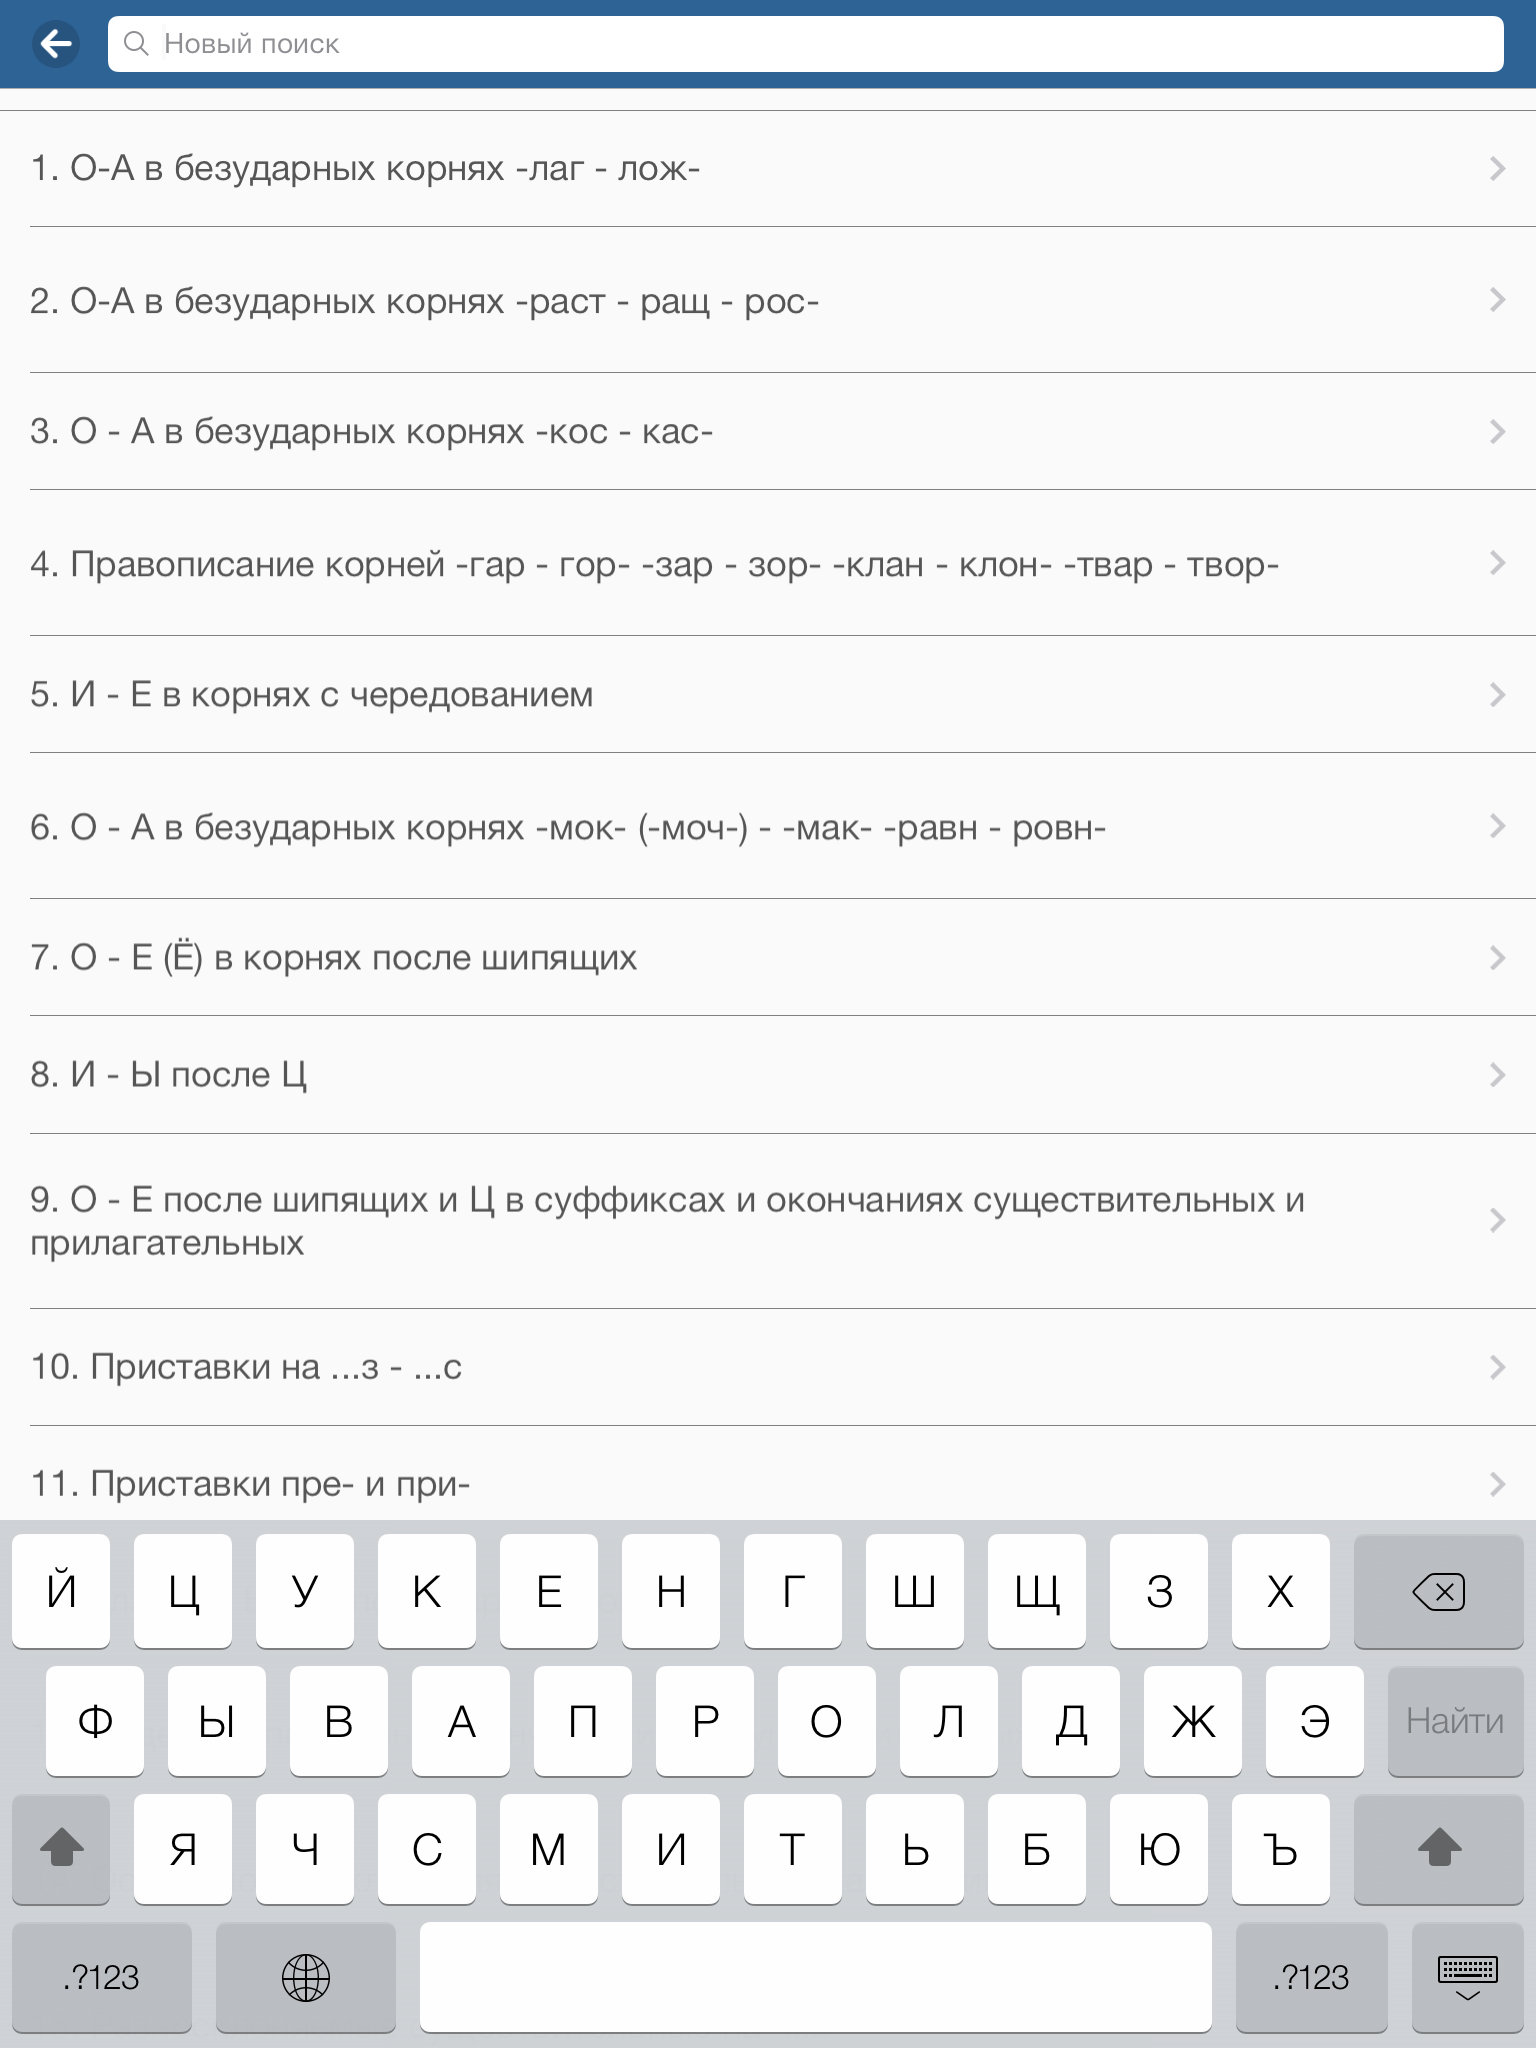 Новый поиск
1. О-А в безударных корнях -лаг - лож-
2. О-А в безударных корнях -раст - ращ - рос-
3. О - А в безударных корнях -кос - кас-
4. Правописание корней -гар - гор- -зар - зор- -клан - клон- -твар - твор-
5. И - Е в корнях с чередованием
6. О - А в безударных корнях -мок- (-моч-) - -мак- -равн - ровн-
7. О - Е (Ё) в корнях после шипящих
8. И - Ы после Ц
9. О - Е после шипящих и Ц в суффиксах и окончаниях существительных и
прилагательных
10. Приставки на ...з - ...с
11. Приставки пре- и при-
Й Ц У К Е Н Г Ш Щ З Х
Ф Ы В А П Р О Л Д Ж Э Найти
Я Ч С М И Т Ь Б Ю Ъ
.?123 .?123